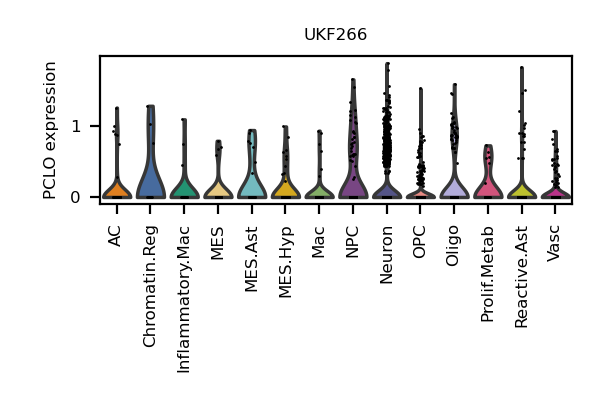 UKF266
PCLO expression
1
0
AC
Chromatin.Reg
Inflammatory.Mac
MES
MES.Ast
MES.Hyp
Mac
NPC
Neuron
OPC
Oligo
Prolif.Metab
Reactive.Ast
Vasc